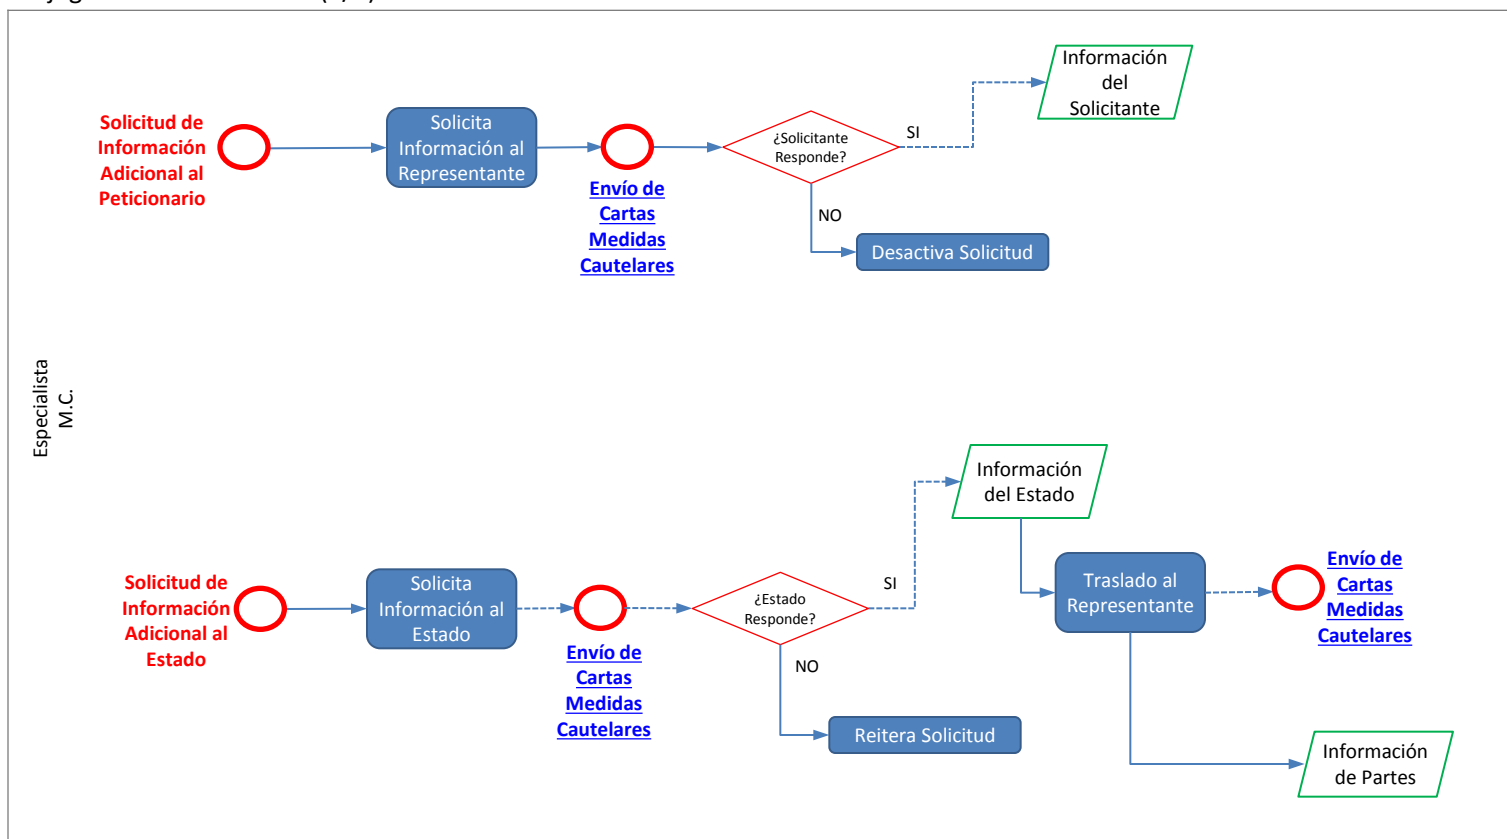 Información
del
Solicitante
Solicitud de
Información
Adicional al
Peticionario
Solicita
Información al
Representante
¿Solicitante
Responde?
SI
Envío de
Cartas
Medidas
Cautelares
NO
Desactiva Solicitud
Especialista
M.C.
Información
del Estado
Solicitud de
Información
Adicional al
Estado
Solicita
Información al
Estado
¿Estado
Responde?
SI
Traslado al
Representante
Envío de
Cartas
Medidas
Cautelares
Envío de
Cartas
Medidas
Cautelares
NO
Reitera Solicitud
Información
de Partes